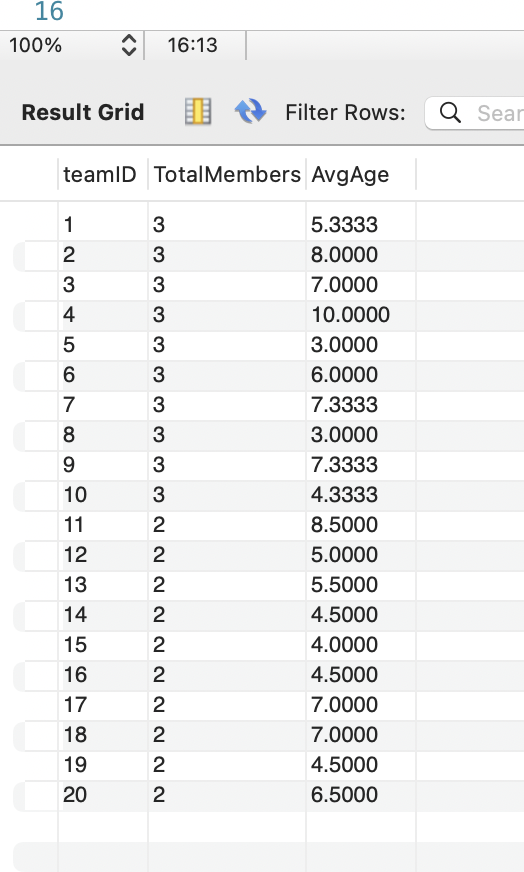 16
100% 16:13
Result Grid Filter Rows: Sear
teamID TotalMembers AvgAge
1 3 5.3333
2 3 8.0000
3 3 7.0000
4 3 10.0000
5 3 3.0000
6 3 6.0000
7 3 7.3333
8 3 3.0000
9 3 7.3333
10 3 4.3333
11 2 8.5000
12 2 5.0000
13 2 5.5000
14 2 4.5000
15 2 4.0000
16 2 4.5000
17 2 7.0000
18 2 7.0000
19 2 4.5000
20 2 6.5000